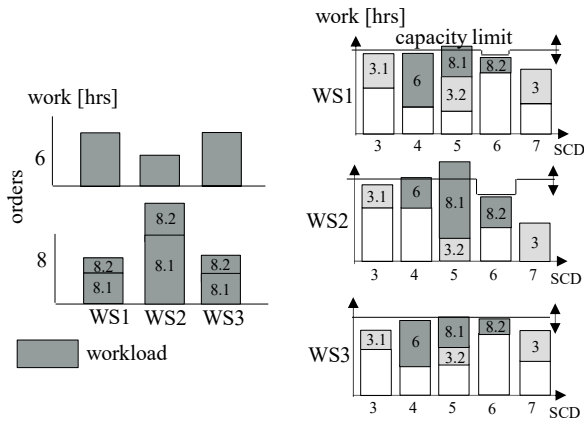 work [hrs]
orders
6
8
8.2
8.1
8.2
8.1
8.2
8.1
WS1 WS2 WS3
workload
work [hrs]
capacity limit
WS1
3.1
6
8.1
3.2
8.2
3
3 4 5 6 7 SCD
WS2
3.1
6
8.1
3.2
8.2
3
3 4 5 6 7 SCD
WS3
3.1
6
8.1
3.2
8.2
3
3 4 5 6 7 SCD